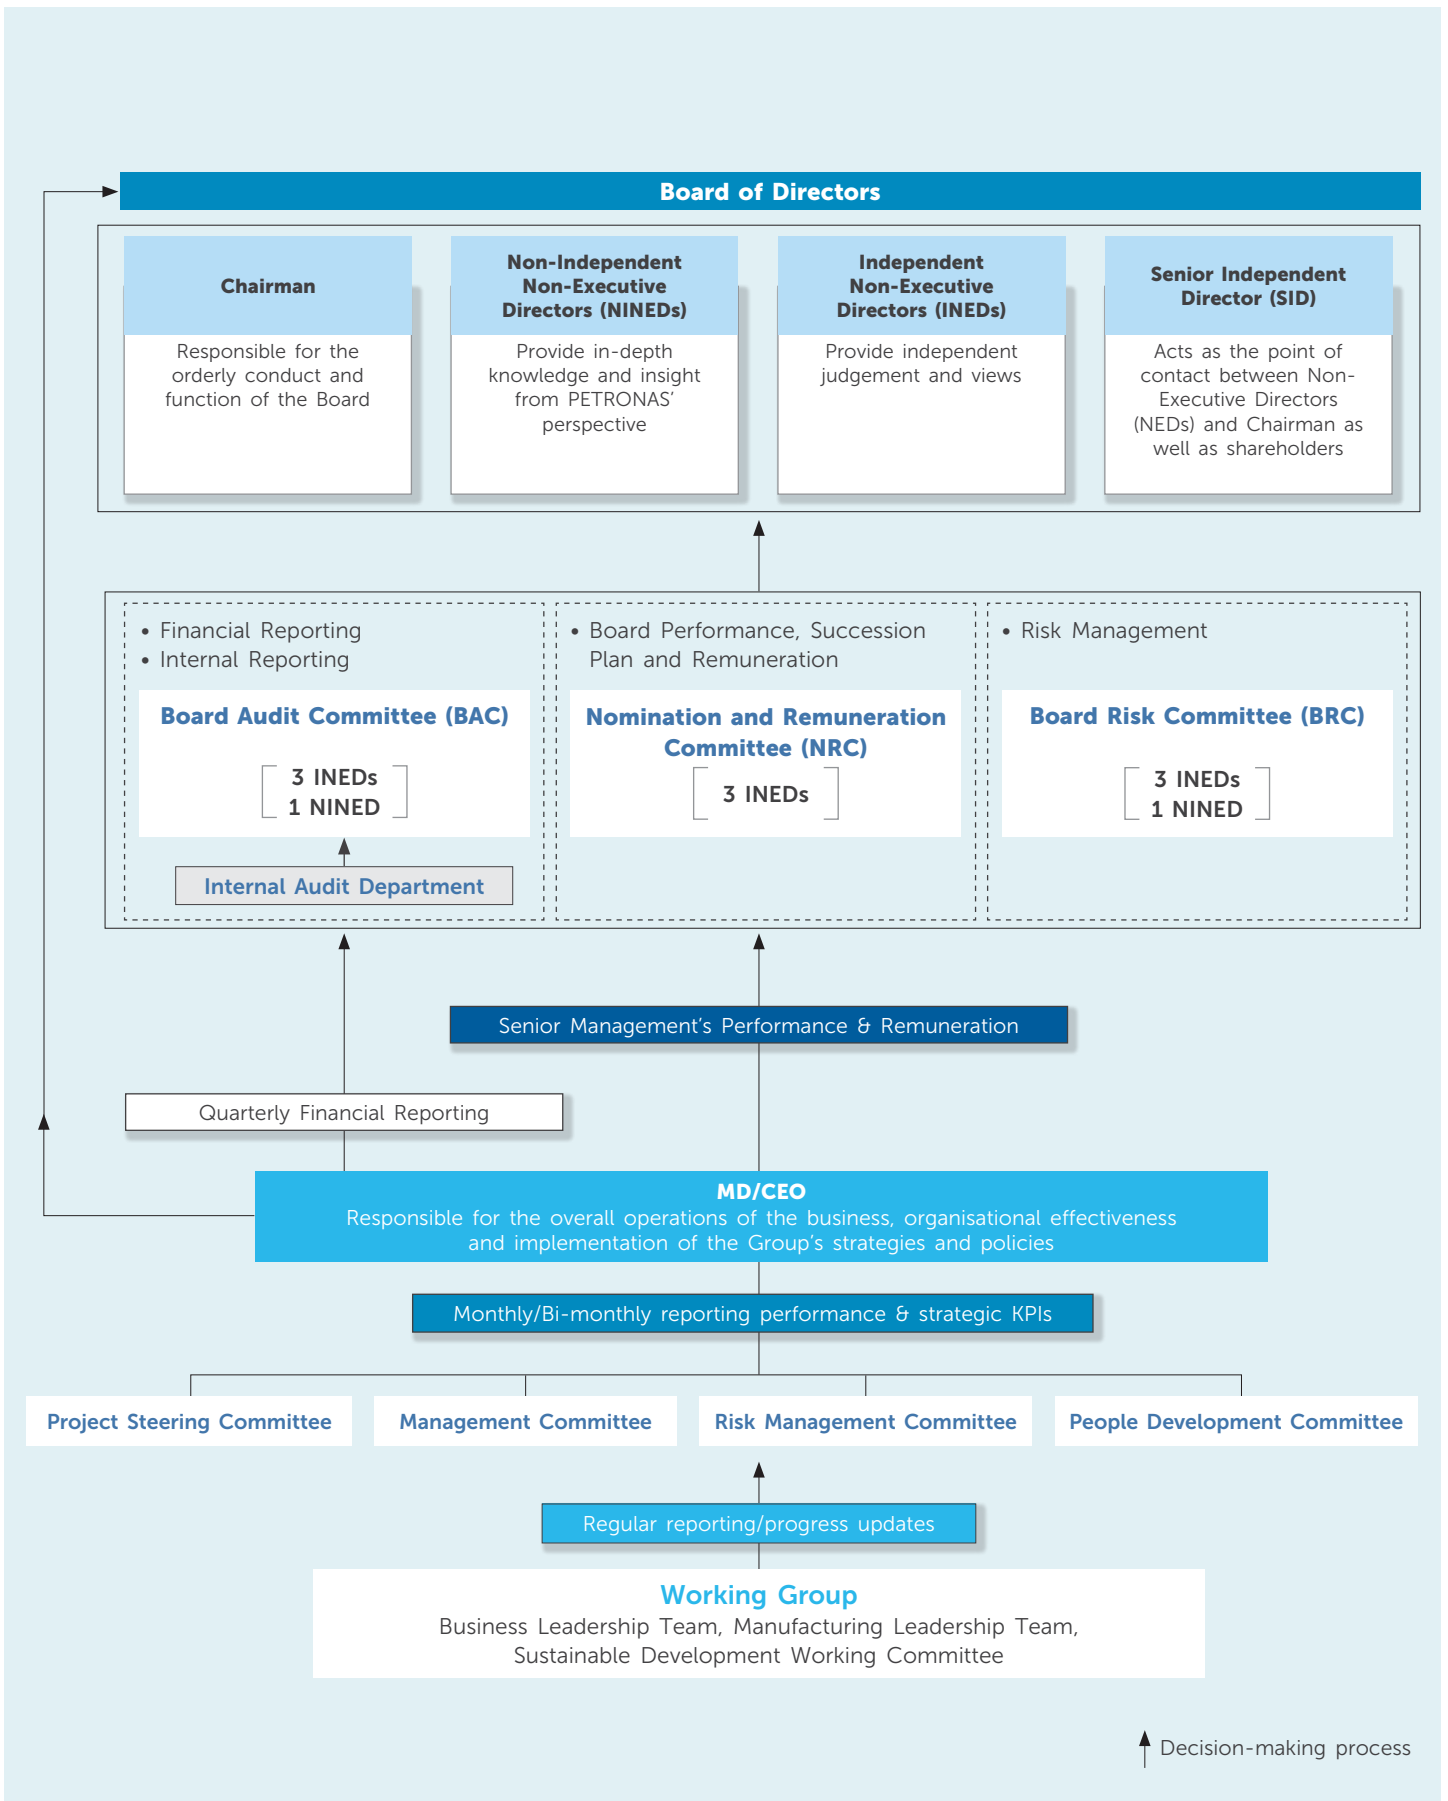 Board of Directors
Chairman
Responsible for the
orderly conduct and
function of the Board
Non-Independent
Non-Executive
Directors (NINEDs)
Provide in-depth
knowledge and insight
from PETRONAS’
perspective
Independent
Non-Executive
Directors (INEDs)
Provide independent
judgement and views
Senior Independent
Director (SID)
Acts as the point of
contact between Non-
Executive Directors
(NEDs) and Chairman as
well as shareholders
• Financial Reporting
• Internal Reporting
Board Audit Committee (BAC)
3 INEDs
1 NINED
Internal Audit Department
• Board Performance, Succession
Plan and Remuneration
Nomination and Remuneration
Committee (NRC)
3 INEDs
• Risk Management
Board Risk Committee (BRC)
3 INEDs
1 NINED
Senior Management’s Performance & Remuneration
Quarterly Financial Reporting
MD/CEO
Responsible for the overall operations of the business, organisational effectiveness
and implementation of the Group’s strategies and policies
Monthly/Bi-monthly reporting performance & strategic KPIs
Project Steering Committee
Management Committee
Risk Management Committee
People Development Committee
Regular reporting/progress updates
Working Group
Business Leadership Team, Manufacturing Leadership Team,
Sustainable Development Working Committee
Decision-making process